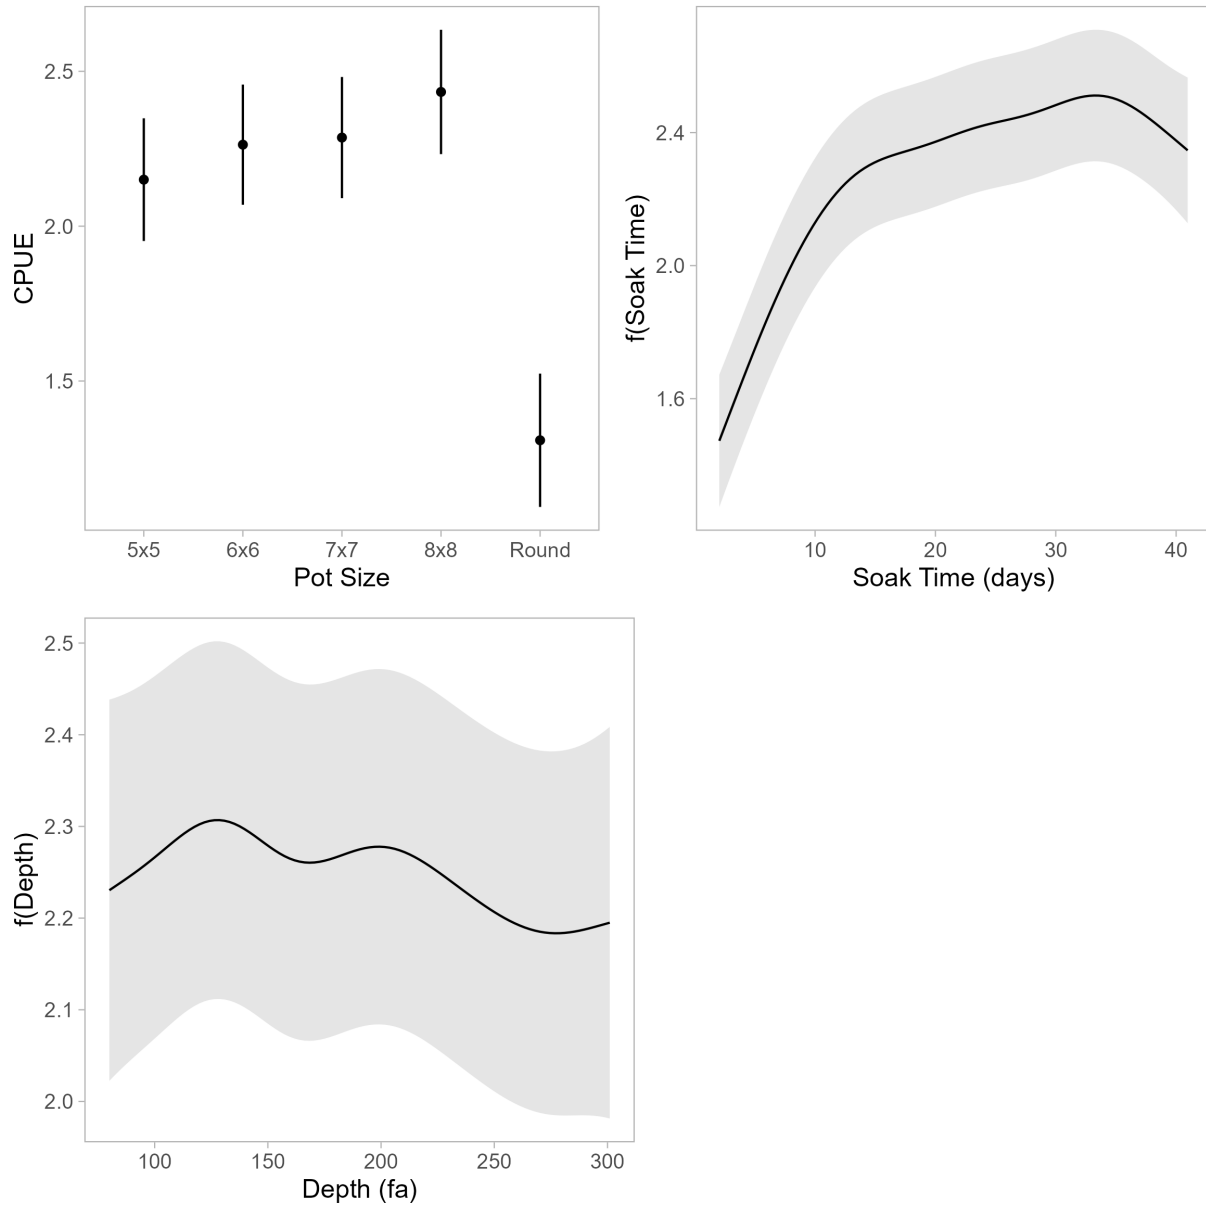 CPUE
2.5
2.0
1.5
5x5 6x6 7x7 8x8 Round
Pot Size
f(Soak Time)
2.4
2.0
1.6
10 20 30 40
Soak Time (days)
f(Depth)
2.5
2.4
2.3
2.2
2.1
2.0
100 150 200 250 300
Depth (fa)